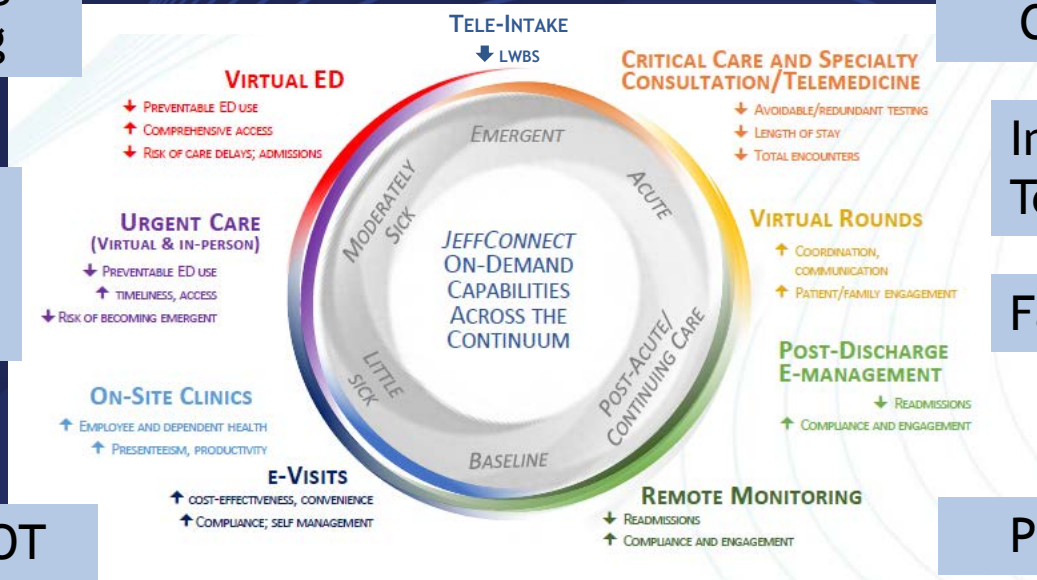 TELE-INTAKE
LWBS
VIRTUAL ED
PREVENTABLE ED USE
COMPREHENSIVE ACCESS
RISK OF CARE DELAYS; ADMISSIONS
CRITICAL CARE AND SPECIALTY
CONSULTATION/TELEMEDICINE
AVOIDABLE/REDUNDANT TESTING
LENGTH OF STAY
TOTAL ENCOUNTERS
URGENT CARE
(VIRTUAL & IN-PERSON)
PREVENTABLE ED USE
TIMELINESS, ACCESS
RISK OF BECOMING EMERGENT
VIRTUAL ROUNDS
COORDINATION,
COMMUNICATION
PATIENT/FAMILY ENGAGEMENT
EMERGENT
ACUTE
MODERATELY
SICK
JEFFCONNECT
ON-DEMAND
CAPABILITIES
ACROSS THE
CONTINUUM
LITTLE
SICK
POST-ACUTE/
CONTINUING CARE
BASELINE
ON-SITE CLINICS
EMPLOYEE AND DEPENDENT HEALTH
PRESENTEEISM, PRODUCTIVITY
POST-DISCHARGE
E-MANAGEMENT
READMISSIONS
COMPLIANCE AND ENGAGEMENT
E-VISITS
COST-EFFECTIVENESS, CONVENIENCE
COMPLIANCE; SELF MANAGEMENT
REMOTE MONITORING
READMISSIONS
COMPLIANCE AND ENGAGEMENT